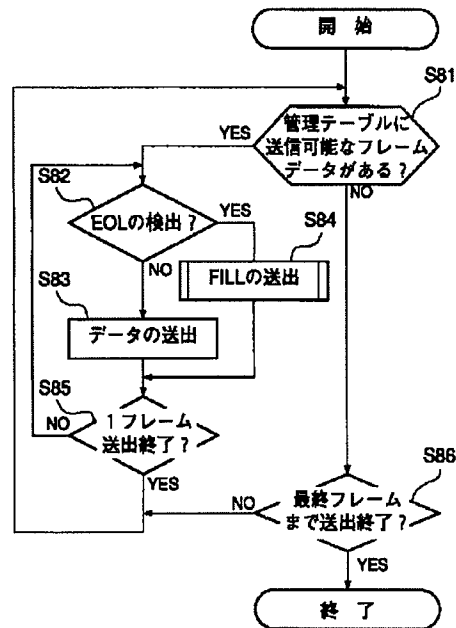 開 始
S81
管理テーブルに
送信可能なフレーム
データがある?
YES
NO
S82
EOLの検出?
YES
NO
S84
FILLの送出
S83
データの送出
S85
1フレーム
送出終了?
NO
YES
S86
最終フレーム
まで送出終了?
NO
YES
終 了